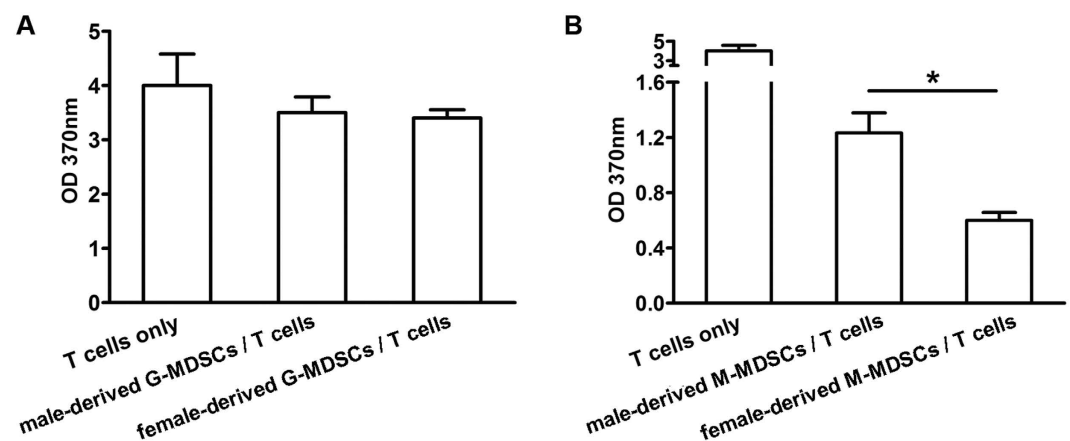 A
5
4
3
2
1
0
OD 370nm
T cells only
male-derived G-MDSCs / T cells
female-derived G-MDSCs / T cells
B
5
3
1.6
1.2
0.8
0.4
0.0
OD 370nm
*
T cells only
male-derived M-MDSCs / T cells
female-derived M-MDSCs / T cells